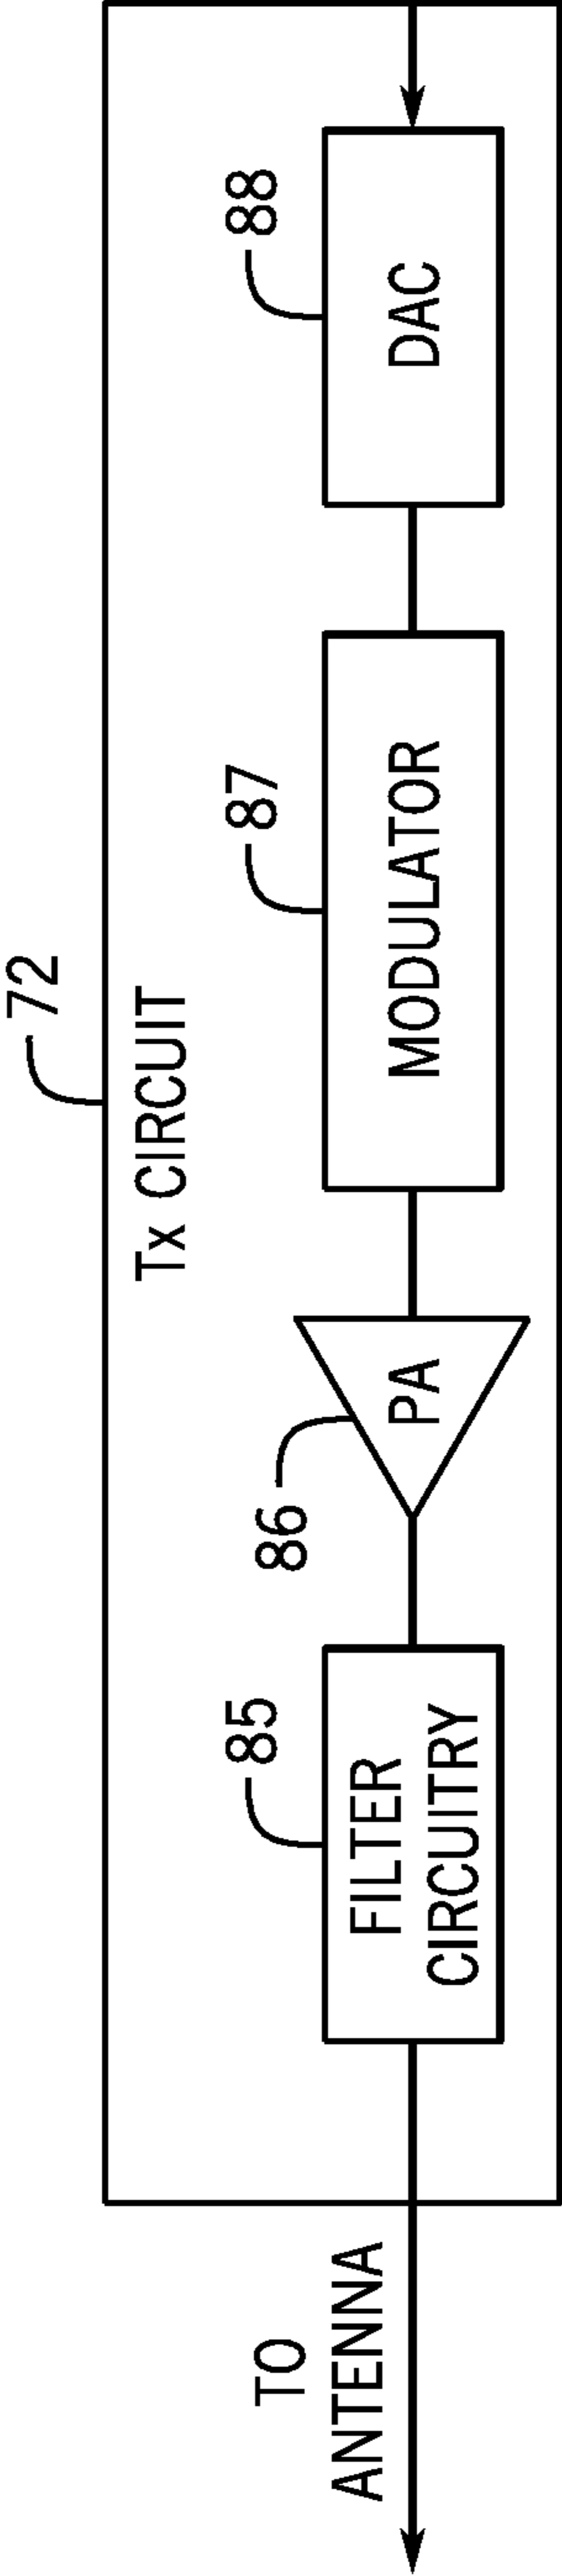 72
Tx CIRCUIT
85
86
87
88
TO
ANTENNA
FILTER
CIRCUITRY
PA
MODULATOR
DAC